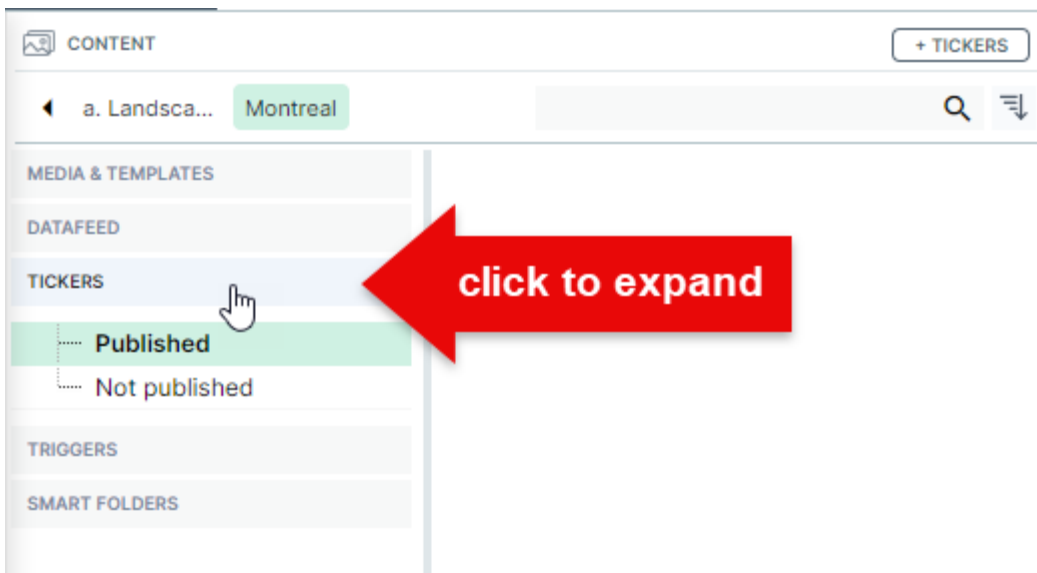 CONTENT
+ TICKERS
a. Landsca... Montreal
MEDIA & TEMPLATES
DATAFEED
TICKERS
click to expand
Published
Not published
TRIGGERS
SMART FOLDERS